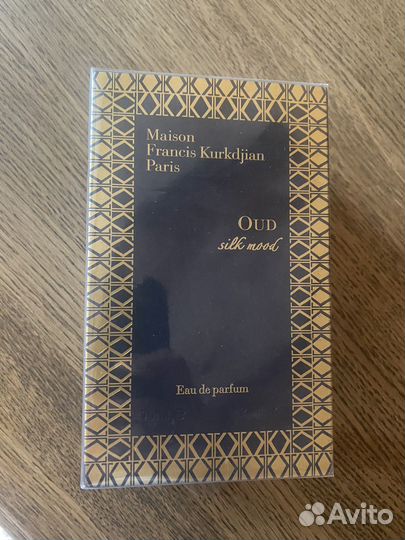 Maison
Francis Kurkdjian
Paris
OUD
silk mood
Eau de parfum
Avito